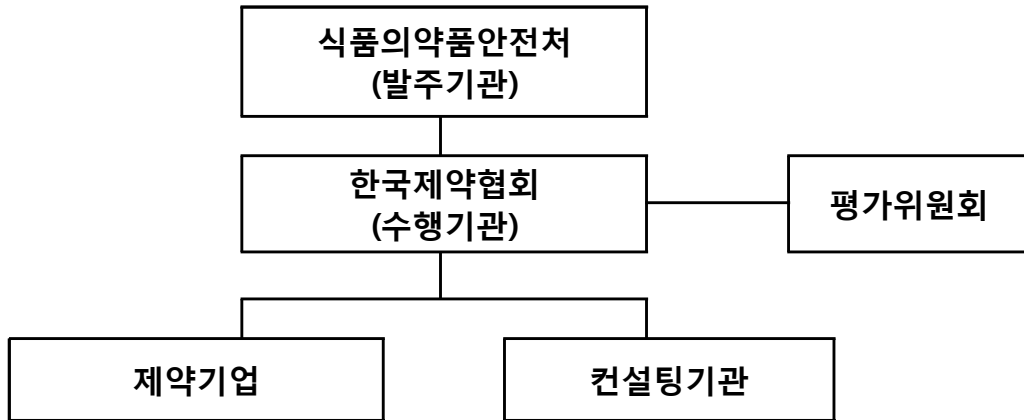 식품의약품안전처
(발주기관)
한국제약협회
(수행기관)
평가위원회
제약기업
컨설팅기관